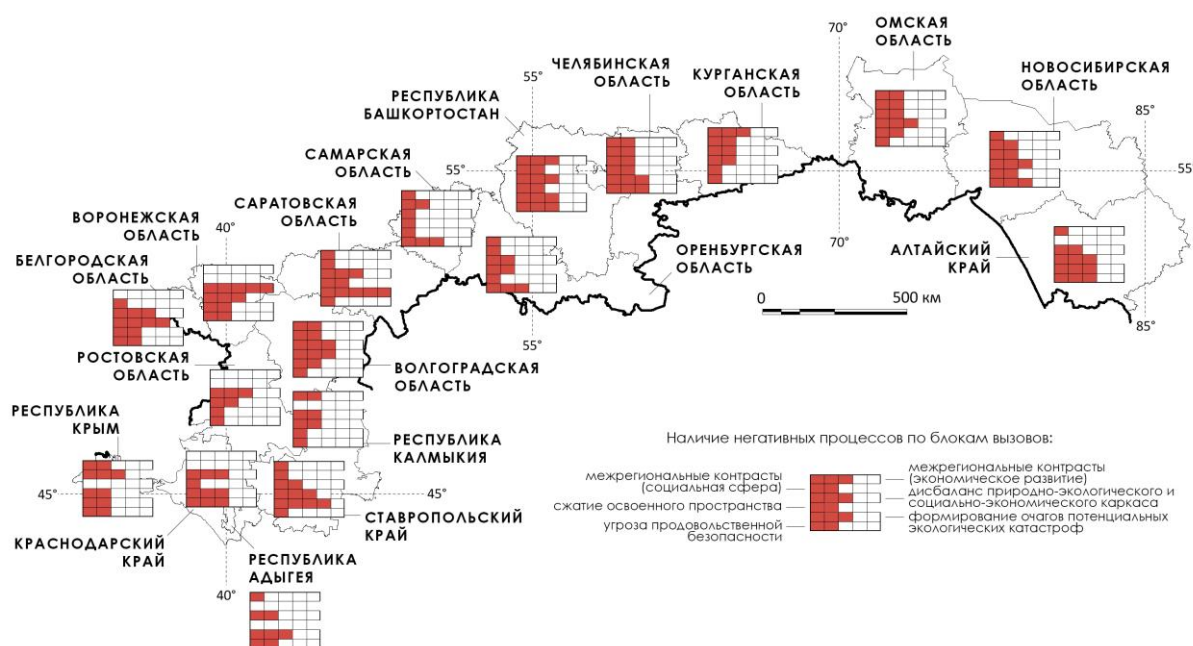 ОМСКАЯ
ОБЛАСТЬ
70°
ЧЕЛЯБИНСКАЯ
ОБЛАСТЬ
КУРГАНСКАЯ
ОБЛАСТЬ
НОВОСИБИРСКАЯ
ОБЛАСТЬ
55°
85°
РЕСПУБЛИКА
БАШКОРТОСТАН
САМАРСКАЯ
ОБЛАСТЬ
55°
55°
САРАТОВСКАЯ
ОБЛАСТЬ
ВОРОНЕЖСКАЯ
ОБЛАСТЬ
40°
БЕЛГОРОДСКАЯ
ОБЛАСТЬ
70°
ОРЕНБУРГСКАЯ
ОБЛАСТЬ
АЛТАЙСКИЙ
КРАЙ
0
500 км
85°
55°
РОСТОВСКАЯ
ОБЛАСТЬ
ВОЛГОГРАДСКАЯ
ОБЛАСТЬ
РЕСПУБЛИКА
КРЫМ
РЕСПУБЛИКА
КАЛМЫКИЯ
45°
45°
СТАВРОПОЛЬСКИЙ
КРАЙ
КРАСНОДАРСКИЙ
КРАЙ
РЕСПУБЛИКА
АДЫГЕЯ
40°
Наличие негативных процессов по блокам вызовов:
межрегиональные контрасты
(социальная сфера)
сжатие освоенного пространства
угроза продовольственной
безопасности
межрегиональные контрасты
(экономическое развитие)
дисбаланс природно-экологического и
социально-экономического каркаса
формирование очагов потенциальных
экологических катастроф